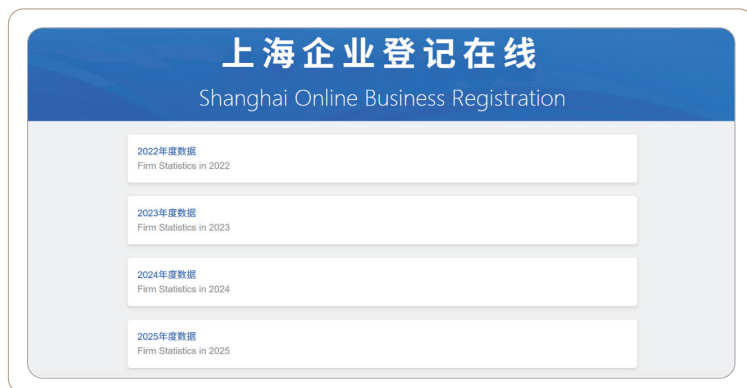 上海企业登记在线
Shanghai Online Business Registration
2022年度数据
Firm Statistics in 2022
2023年度数据
Firm Statistics in 2023
2024年度数据
Firm Statistics in 2024
2025年度数据
Firm Statistics in 2025